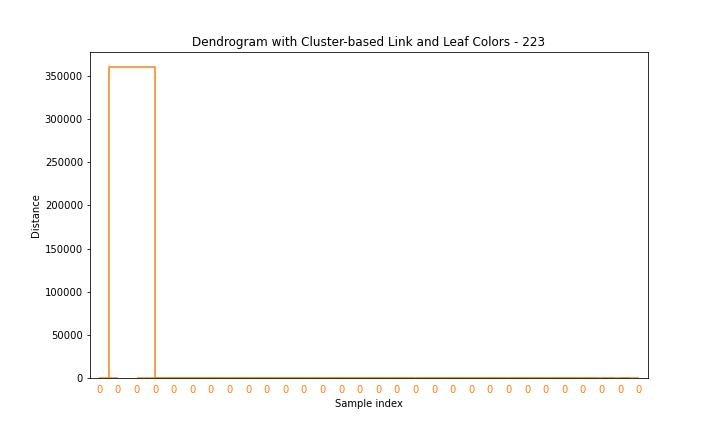 Dendrogram with Cluster-based Link and Leaf Colors - 223
350000
300000
250000
200000
150000
100000
50000
0
Distance
0 0 0 0 0 0 0 0 0 0 0 0 0 0 0 0 0 0 0 0 0 0 0 0 0 0 0 0 0 0
Sample index